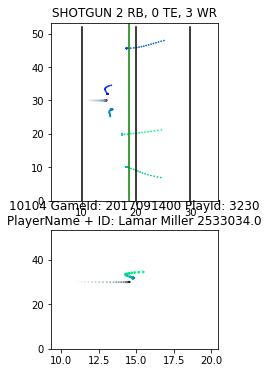 SHOTGUN 2 RB, 0 TE, 3 WR
50
40
30
20
10
0
10 20 30
10104 GameId: 2017091400 PlayId: 3230
PlayerName + ID: Lamar Miller 2533034.0
40
20
0
10.0 12.5 15.0 17.5 20.0